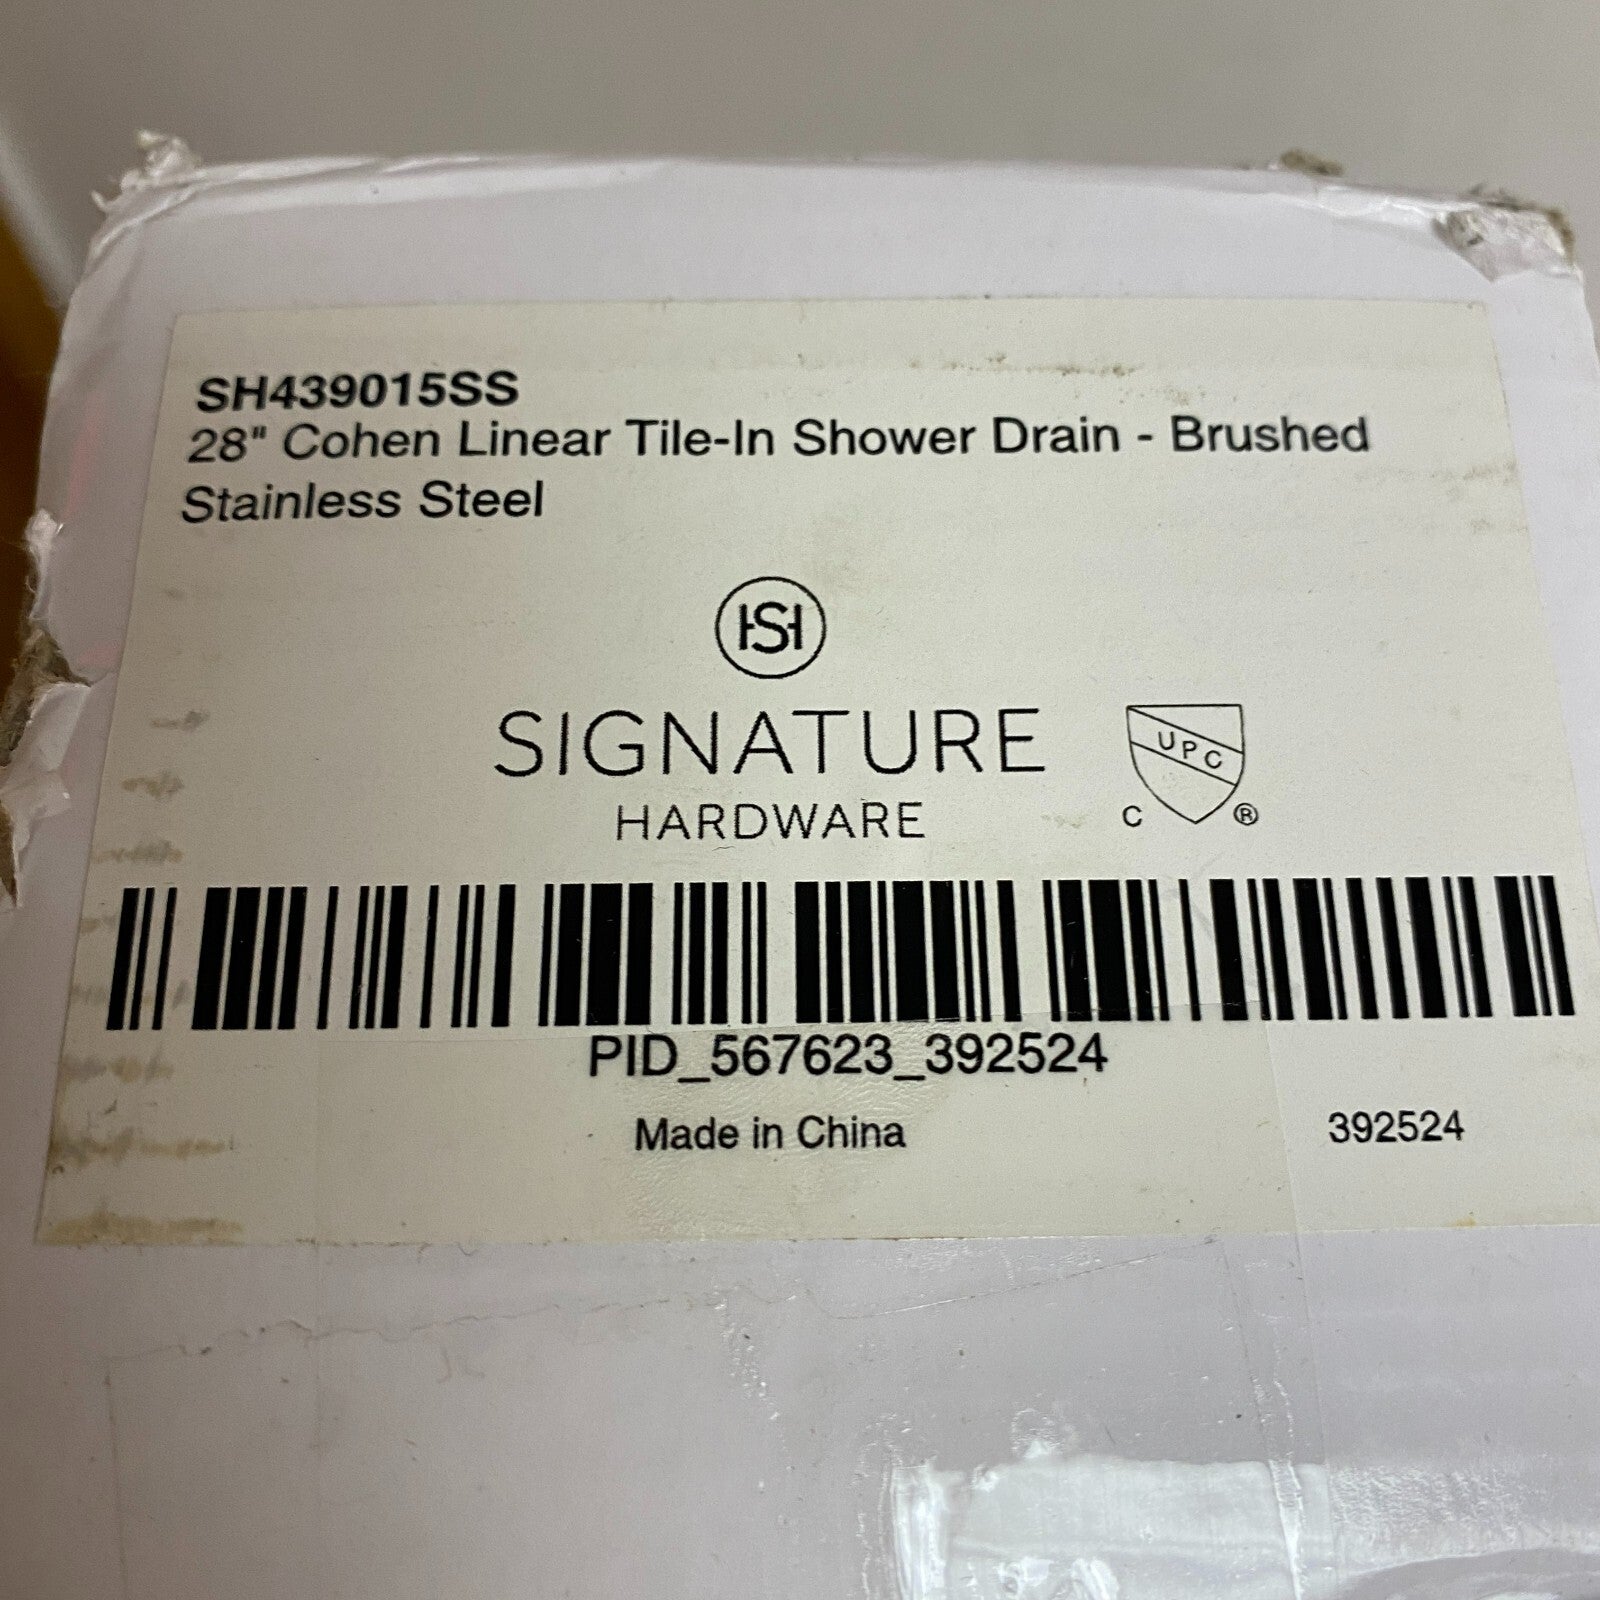 SH439015SS
28" Cohen Linear Tile-In Shower Drain - Brushed
Stainless Steel
HS
SIGNATURE
HARDWARE
UPC
C ®
PID_567623_392524
Made in China
392524